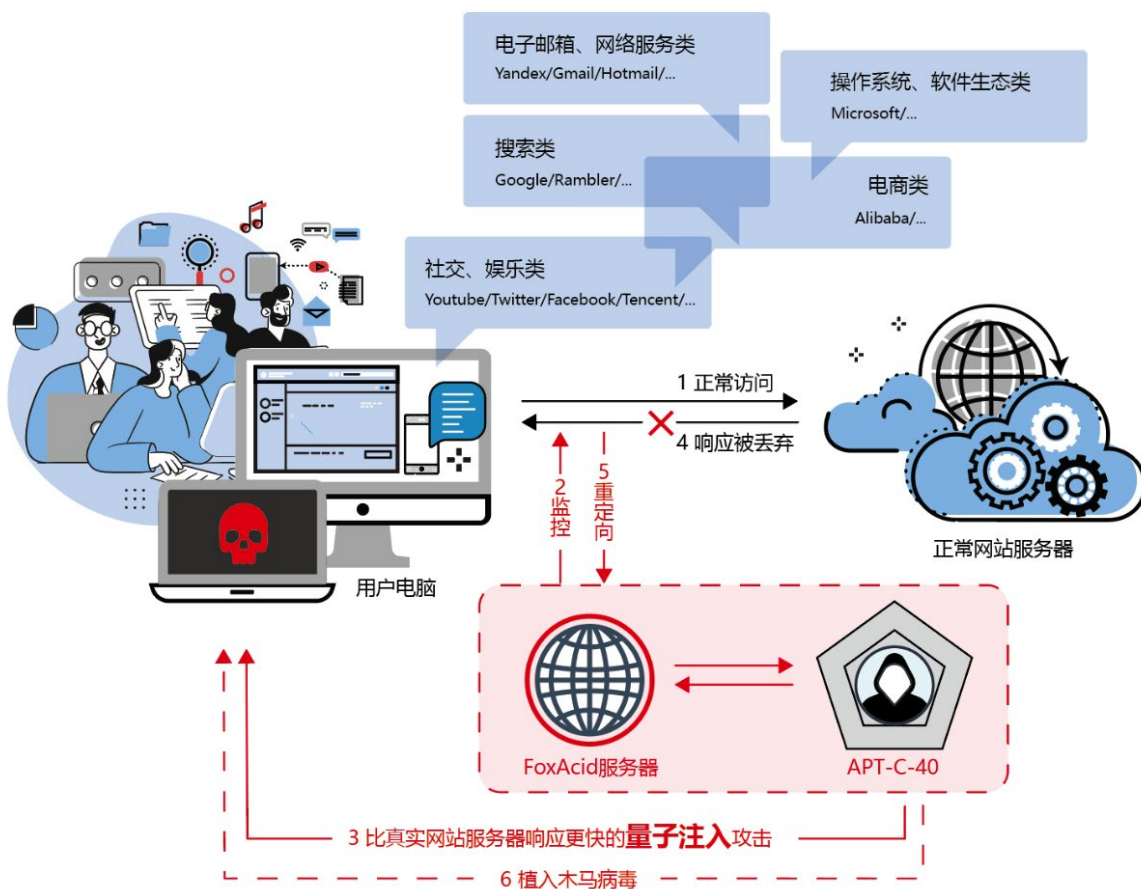 电子邮箱、网络服务类
Yandex/Gmail/Hotmail/...
操作系统、软件生态类
Microsoft/...
搜索类
Google/Rambler/...
电商类
Alibaba/...
社交、娱乐类
Youtube/Twitter/Facebook/Tencent/...
1 正常访问
4 响应被丢弃
2监控
5重定向
正常网站服务器
用户电脑
FoxAcid服务器
APT-C-40
3 比真实网站服务器响应更快的量子注入攻击
6 植入木马病毒